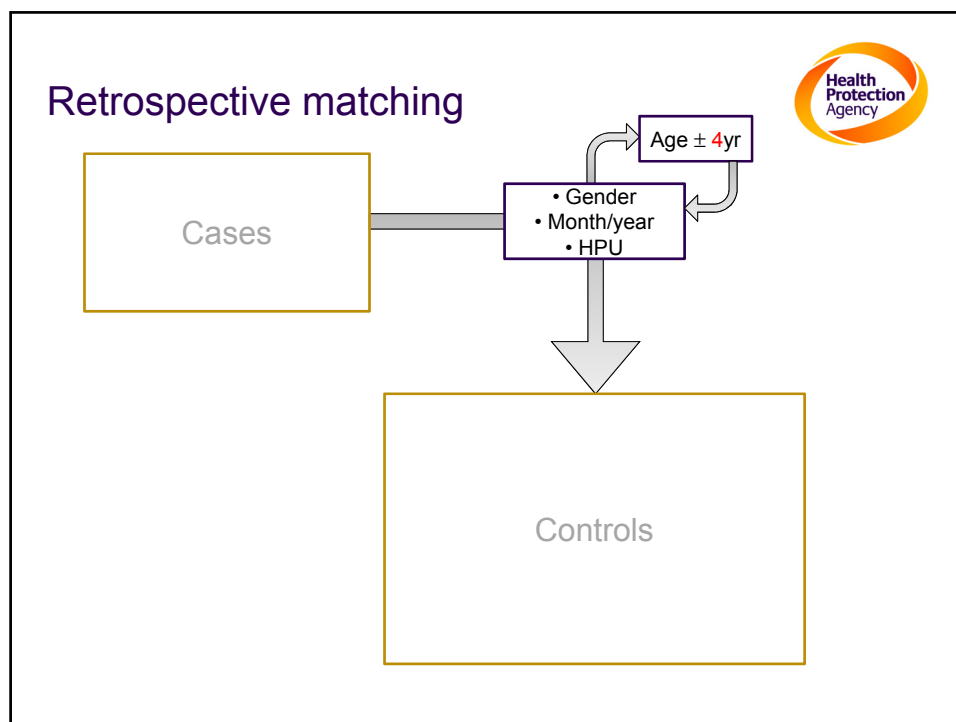 Retrospective matching
Health
Protection
Agency
Age ± 4yr
Cases
• Gender
• Month/year
• HPU
Controls